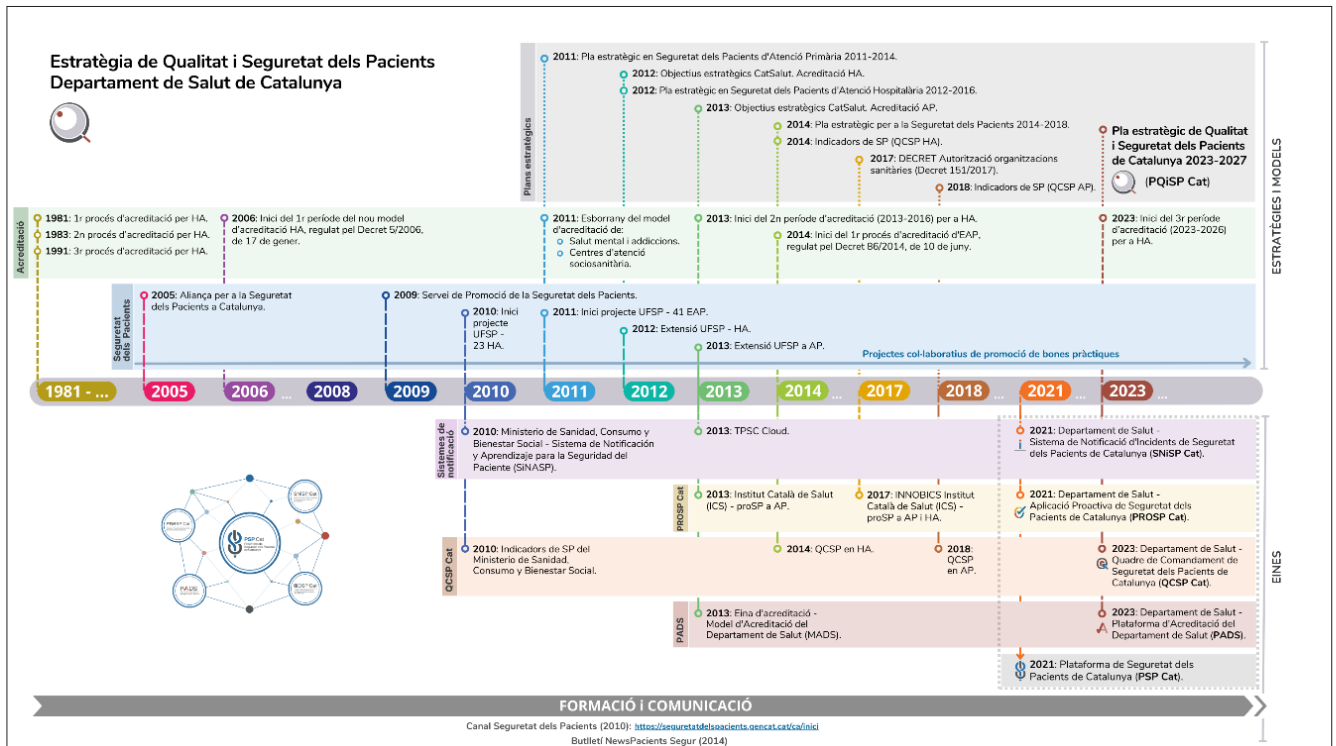 Estratègia de Qualitat i Seguretat dels Pacients
Departament de Salut de Catalunya
Plans estratègics
2011: Pla estratègic en Seguretat dels Pacients d'Atenció Primària 2011-2014.
2012: Objectius estratègics CatSalut. Acreditació HA.
2012: Pla estratègic en Seguretat dels Pacients d'Atenció Hospitalària 2012-2016.
2013: Objectius estratègics CatSalut. Acreditació AP.
2014: Pla estratègic per a la Seguretat dels Pacients 2014-2018.
2014: Indicadors de SP (QCSP HA).
2017: DECRET Autorització organitzacions
sanitàries (Decret 151/2017).
2018: Indicadors de SP (QCSP AP).
Pla estratègic de Qualitat
i Seguretat dels Pacients
de Catalunya 2023-2027
(PQiSP Cat)
ESTRATÈGIES I MODELS
Acreditació
1981: 1r procés d'acreditació per HA.
1983: 2n procés d'acreditació per HA.
1991: 3r procés d'acreditació per HA.
2006: Inici del 1r període del nou model
d'acreditació HA, regulat pel Decret 5/2006,
de 17 de gener.
2011: Esborrany del model
d'acreditació de:
Salut mental i addiccions.
Centres d'atenció
sociosanitària.
2013: Inici del 2n període d'acreditació (2013-2016) per a HA.
2014: Inici del 1r procés d'acreditació d'EAP,
regulat pel Decret 86/2014, de 10 de juny.
2023: Inici del 3r període
d'acreditació (2023-2026)
per a HA.
Seguretat
dels Pacients
2005: Aliança per a la Seguretat
dels Pacients a Catalunya.
2009: Servei de Promoció de la Seguretat dels Pacients.
2010: Inici
projecte
UFSP -
23 HA.
2011: Inici projecte UFSP - 41 EAP.
2012: Extensió UFSP - HA.
2013: Extensió UFSP a AP.
Projectes col·laboratius de promoció de bones pràctiques
1981 - ... 2005 2006 ... 2008 2009 2010 2011 2012 2013 2014 ... 2017 2018 ... 2021 ... 2023
Sistemes de
notificació
2010: Ministerio de Sanidad, Consumo y
Bienestar Social - Sistema de Notificación
y Aprendizaje para la Seguridad del
Paciente (SiNASP).
2013: TPSC Cloud.
2021: Departament de Salut -
Sistema de Notificació d'Incidents de Seguretat
dels Pacients de Catalunya (SNiSP Cat).
PROSP Cat
2013: Institut Català de Salut
(ICS) - proSP a AP.
2017: INNOBICS Institut
Català de Salut (ICS) -
proSP a AP i HA.
2021: Departament de Salut -
Aplicació Proactiva de Seguretat dels
Pacients de Catalunya (PROSP Cat).
QCSP Cat
2010: Indicadors de SP del
Ministerio de Sanidad,
Consumo y Bienestar Social.
2014: QCSP en HA.
2018:
QCSP
en AP.
2023: Departament de Salut -
Quadre de Comandament de
Seguretat dels Pacients de
Catalunya (QCSP Cat).
PADS
2013: Eina d'acreditació -
Model d'Acreditació del
Departament de Salut (MADS).
2023: Departament de Salut -
Plataforma d'Acreditació del
Departament de Salut (PADS).
2021: Plataforma de Seguretat dels
Pacients de Catalunya (PSP Cat).
EINES
SNiSP Cat
PROSP Cat
PSP Cat
PADS
QCSP Cat
FORMACIÓ i COMUNICACIÓ
Canal Seguretat dels Pacients (2010): https://seguretatdelspacients.gencat.cat/ca/inici
Butlletí NewsPacients Segur (2014)